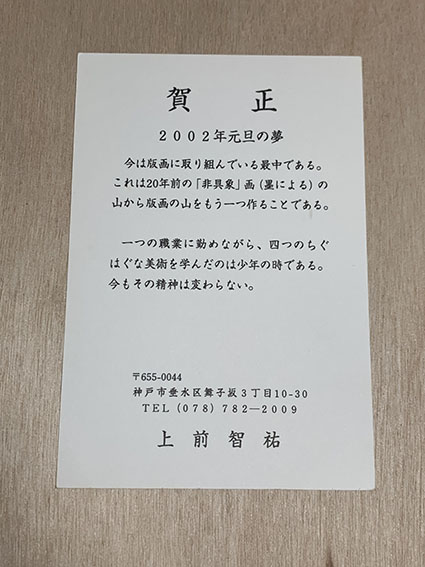 賀正
2002年元旦の夢
今は版画に取り組んでいる最中である。
これは20年前の「非具象」画(墨による)の
山から版画の山をもう一つ作ることである。
一つの職業に勤めながら、四つのちぐ
はぐな美術を学んだのは少年の時である。
今もその精神は変わらない。
〒655-0044
神戸市垂水区舞子坂3丁目10-30
TEL(078)782―2009
上前智祐